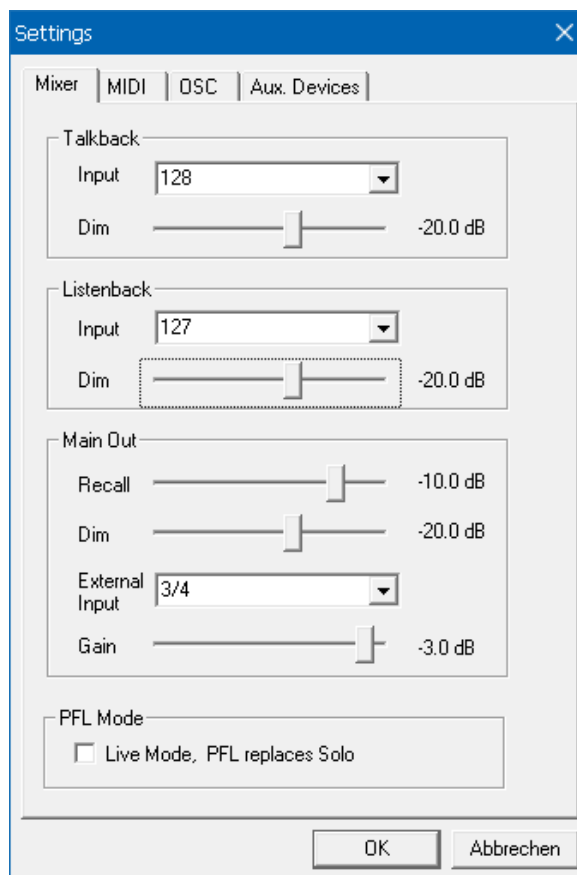 Settings
Mixer MIDI OSC Aux. Devices
Talkback
Input 128
Dim -20.0 dB
Listenback
Input 127
Dim -20.0 dB
Main Out
Recall -10.0 dB
Dim -20.0 dB
External
Input 3/4
Gain -3.0 dB
PFL Mode
Live Mode, PFL replaces Solo
OK Abbrechen